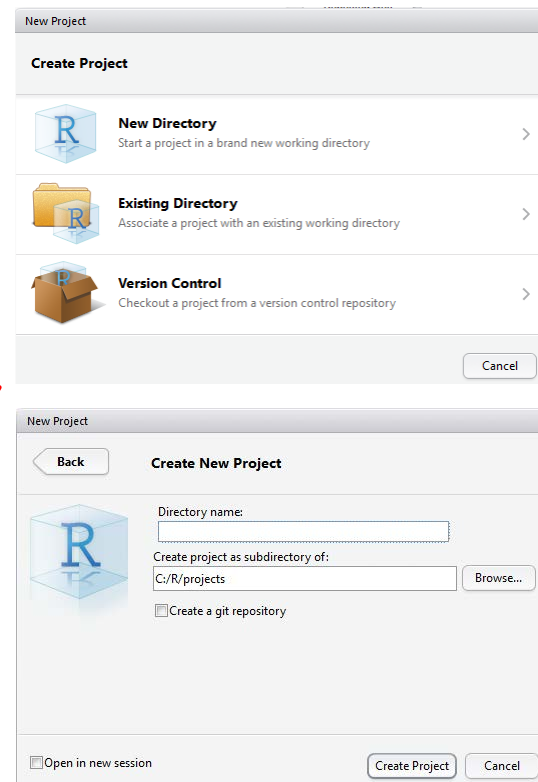 New Project
Create Project
R
New Directory
Start a project in a brand new working directory
R
Existing Directory
Associate a project with an existing working directory
R
Version Control
Checkout a project from a version control repository
Cancel
New Project
Back
Create New Project
R
Directory name:
Create project as subdirectory of:
C:/R/projects
Browse...
Create a git repository
Open in new session
Create Project
Cancel